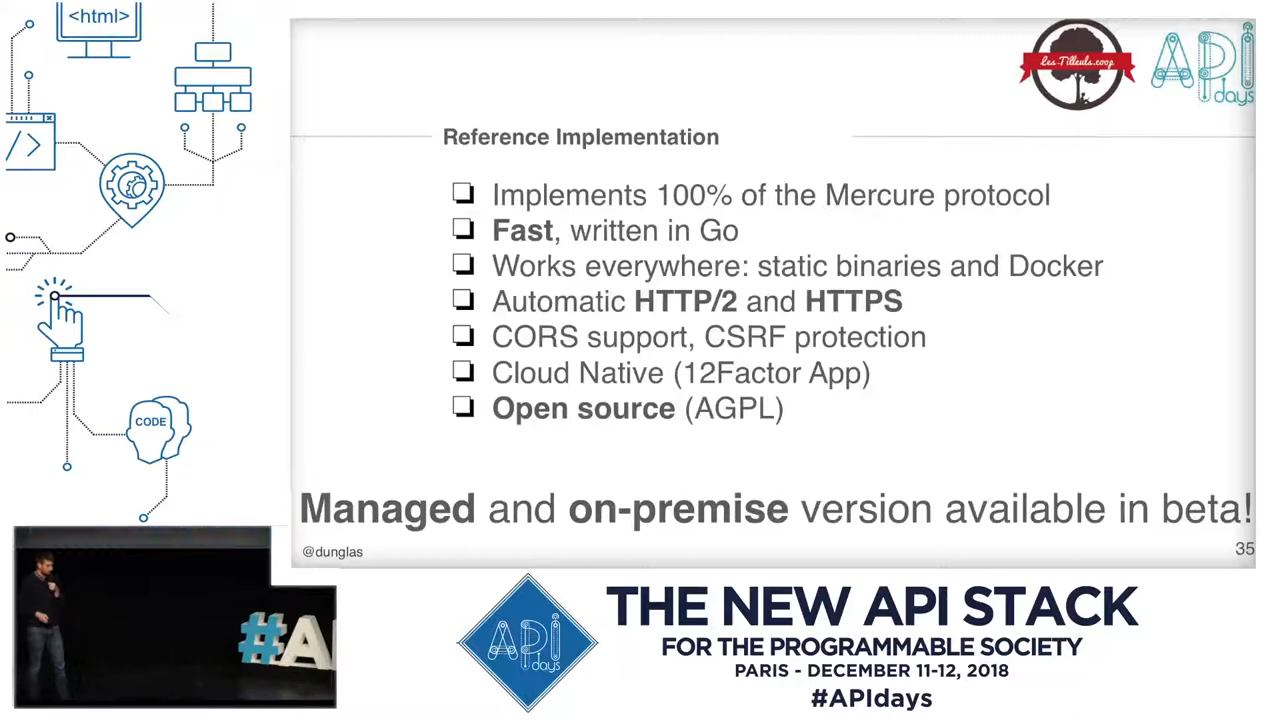 <html>
</>
CODE
Les-Tilleuls.coop
API
days
Reference Implementation
Implements 100% of the Mercure protocol
Fast, written in Go
Works everywhere: static binaries and Docker
Automatic HTTP/2 and HTTPS
CORS support, CSRF protection
Cloud Native (12Factor App)
Open source (AGPL)
Managed and on-premise version available in beta!
@dunglas
35
#A
API
days
THE NEW API STACK
FOR THE PROGRAMMABLE SOCIETY
PARIS - DECEMBER 11-12, 2018
#APIdays